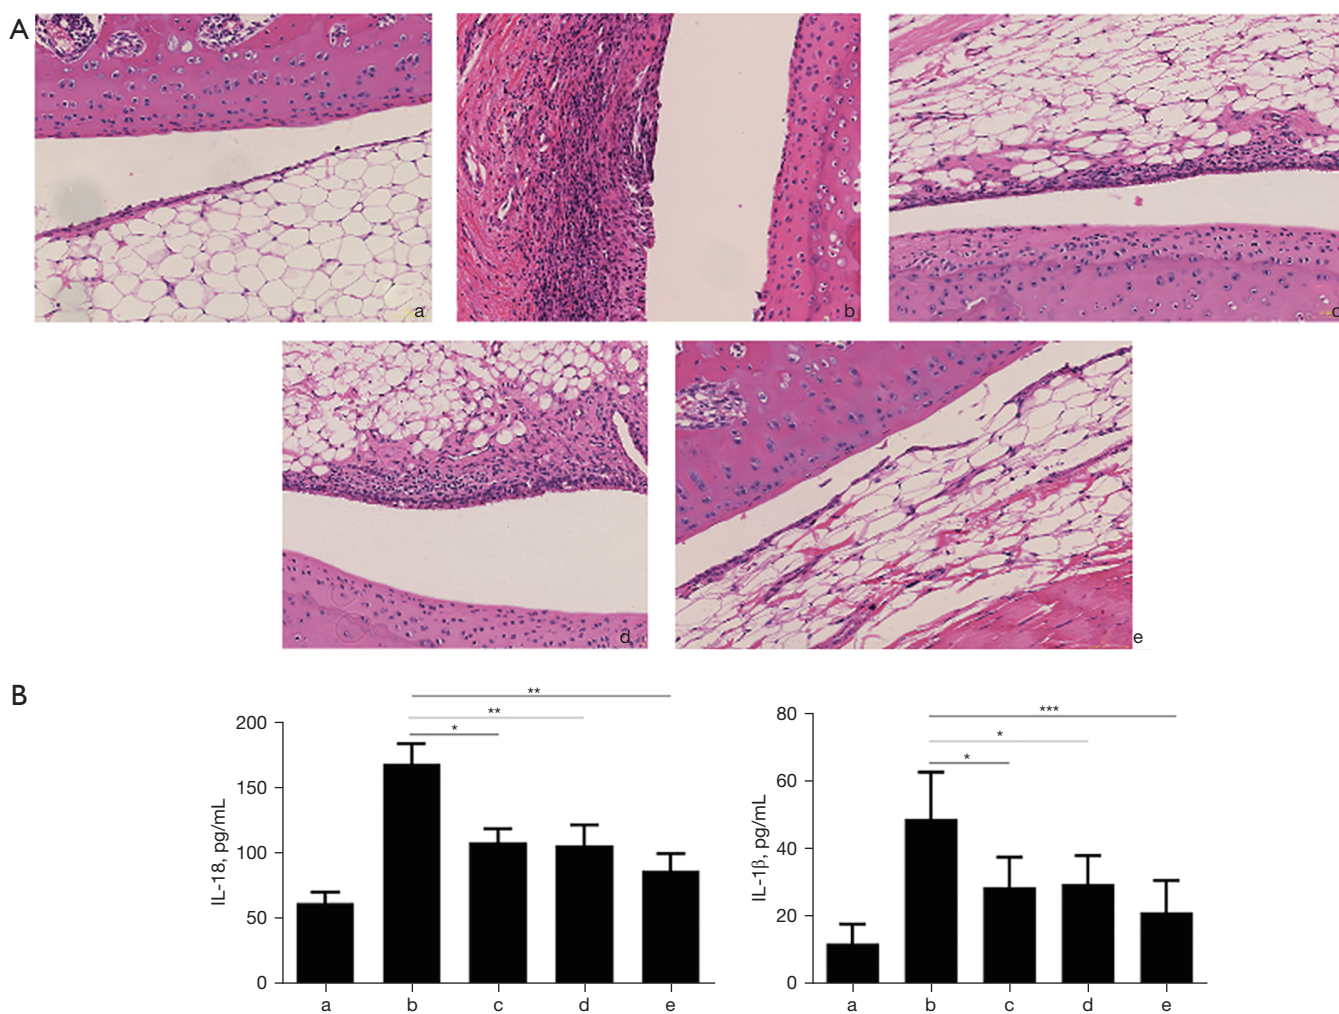 A
a
b
c
d
e
B
**
**
*
200
150
100
50
0
IL-18, pg/mL
a b c d e
***
*
*
80
60
40
20
0
IL-1β, pg/mL
a b c d e